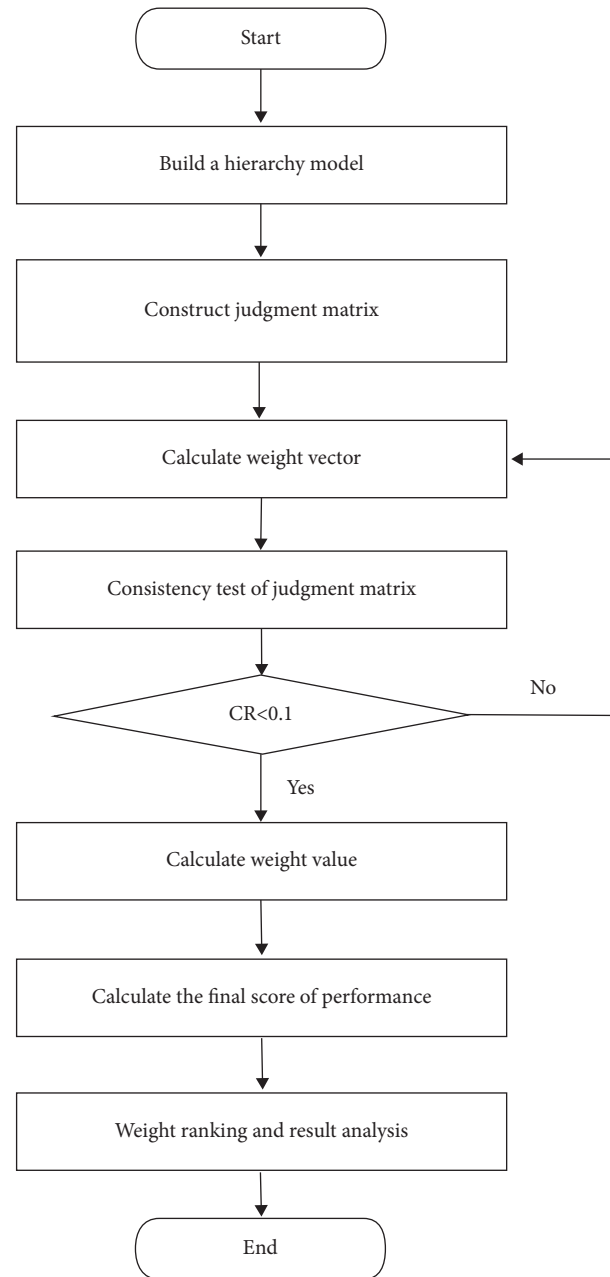 Start
Build a hierarchy model
Construct judgment matrix
Calculate weight vector
Consistency test of judgment matrix
CR<0.1
No
Yes
Calculate weight value
Calculate the final score of performance
Weight ranking and result analysis
End